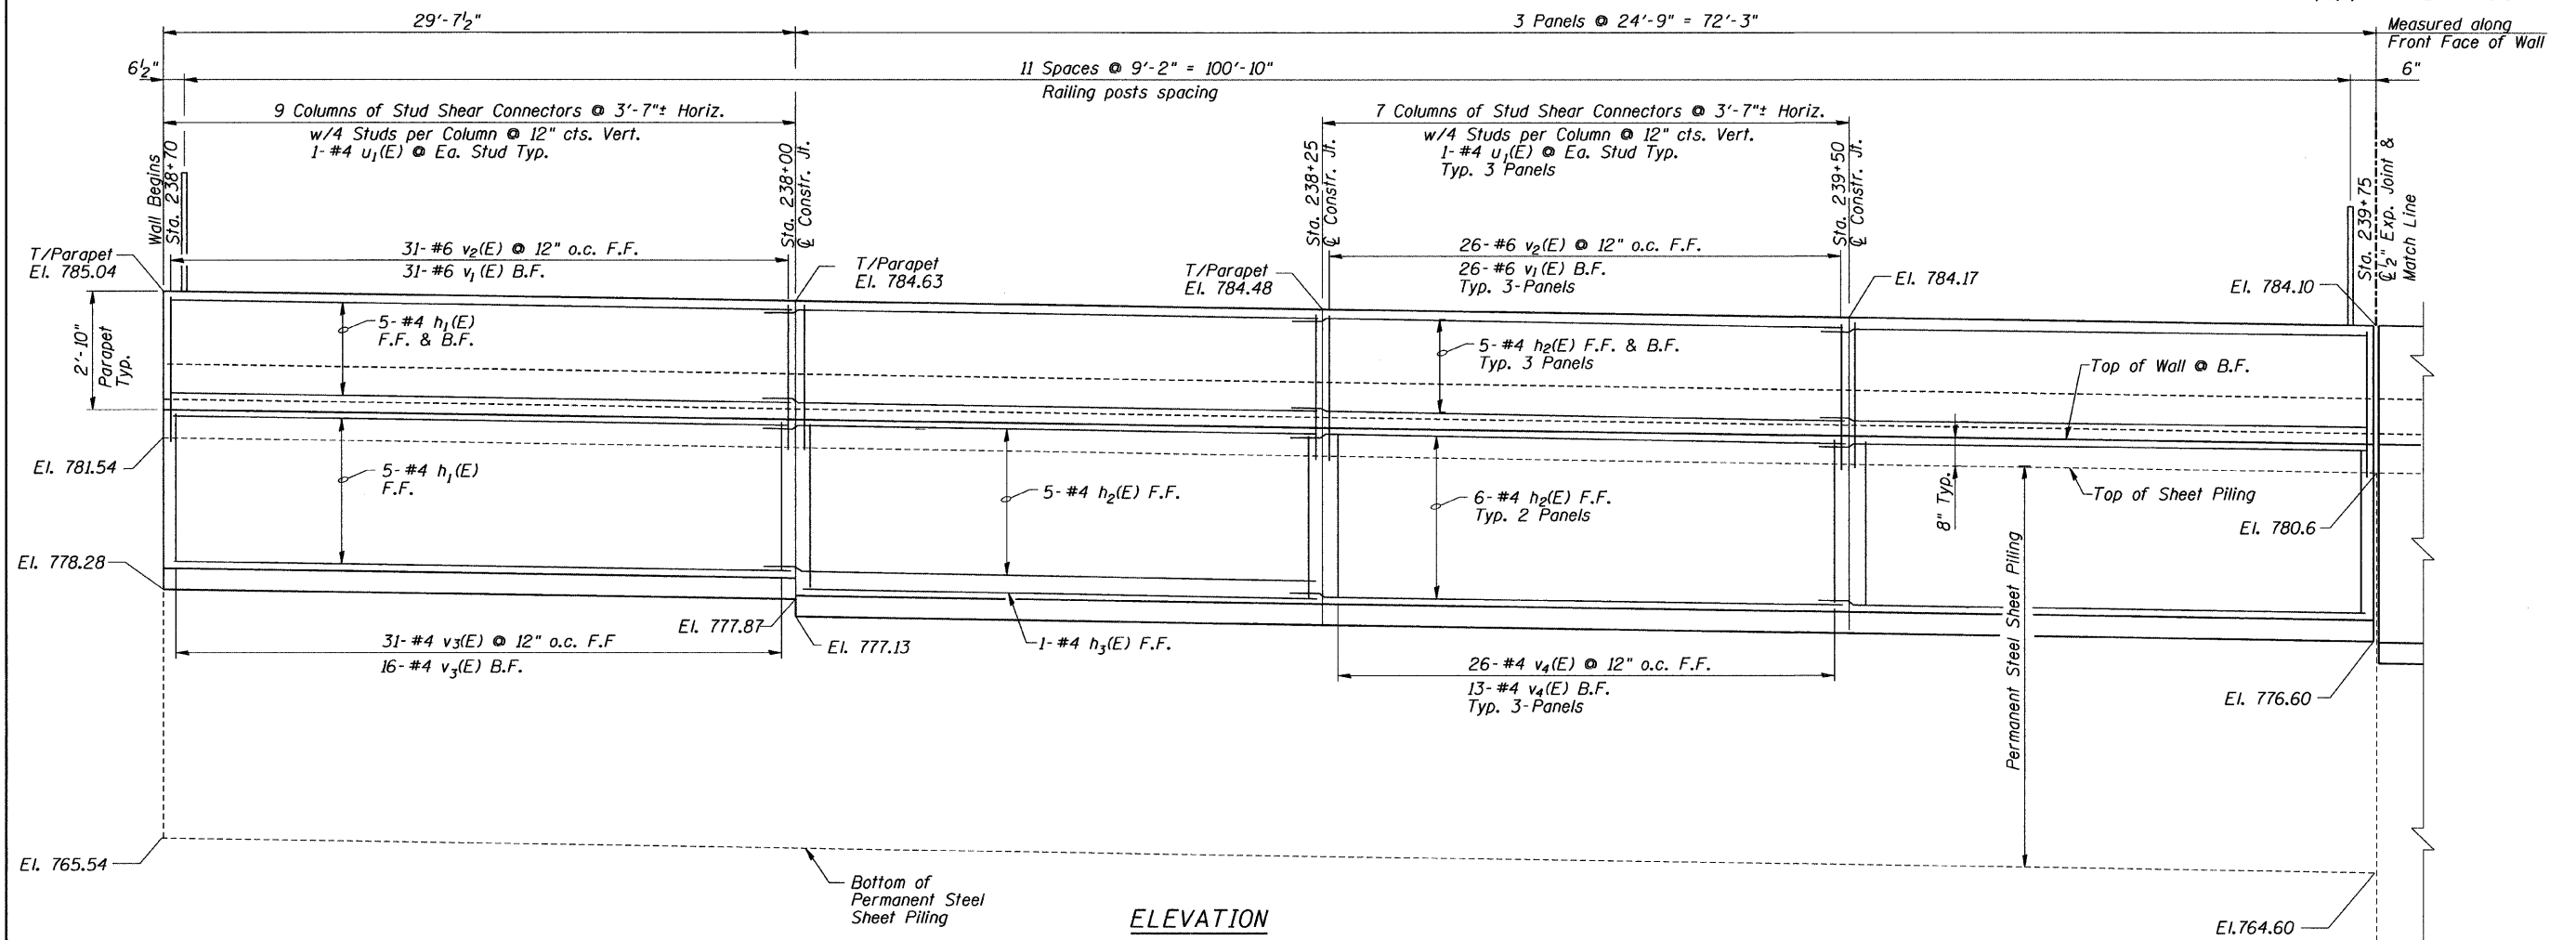 29'-7½"
3 Panels @ 24'-9" = 72'-3"
Measured along
Front Face of Wall
6½"
11 Spaces @ 9'-2" = 100'-10"
Railing posts spacing
6"
9 Columns of Stud Shear Connectors @ 3'-7"± Horiz.
w/4 Studs per Column @ 12" cts. Vert.
1-#4 u₁(E) @ Ea. Stud Typ.
7 Columns of Stud Shear Connectors @ 3'-7"± Horiz.
w/4 Studs per Column @ 12" cts. Vert.
1-#4 u₁(E) @ Ea. Stud Typ.
Typ. 3 Panels
Wall Begins
Sta. 238+70
Sta. 238+00
℄ Constr. Jt.
Sta. 238+25
℄ Constr. Jt.
Sta. 239+50
℄ Constr. Jt.
Sta. 239+75
℄ ½" Exp. Joint &
Match Line
T/Parapet
El. 785.04
31-#6 v₂(E) @ 12" o.c. F.F.
31-#6 v₁(E) B.F.
T/Parapet
El. 784.63
T/Parapet
El. 784.48
26-#6 v₂(E) @ 12" o.c. F.F.
26-#6 v₁(E) B.F.
Typ. 3-Panels
El. 784.17
El. 784.10
2'-10"
Parapet
Typ.
5-#4 h₁(E)
F.F. & B.F.
5-#4 h₂(E) F.F. & B.F.
Typ. 3 Panels
Top of Wall @ B.F.
El. 781.54
5-#4 h₁(E)
F.F.
5-#4 h₂(E) F.F.
6-#4 h₂(E) F.F.
Typ. 2 Panels
8" Typ.
Top of Sheet Piling
El. 780.6
El. 778.28
Permanent Steel Sheet Piling
31-#4 v₃(E) @ 12" o.c. F.F
16-#4 v₃(E) B.F.
El. 777.87
El. 777.13
1-#4 h₃(E) F.F.
26-#4 v₄(E) @ 12" o.c. F.F.
13-#4 v₄(E) B.F.
Typ. 3-Panels
El. 776.60
El. 765.54
Bottom of
Permanent Steel
Sheet Piling
ELEVATION
El.764.60